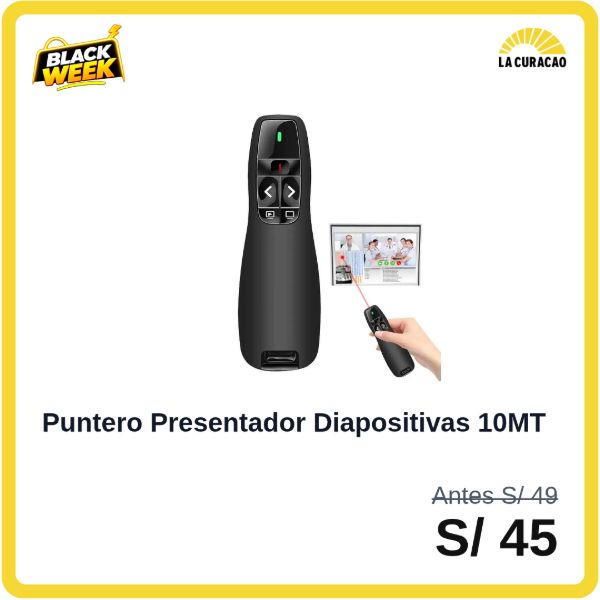 BLACK
WEEK
LA CURACAO
Puntero Presentador Diapositivas 10MT
Antes S/ 49
S/ 45